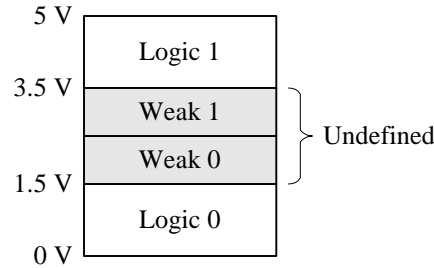 5 V
Logic 1
3.5 V
Weak 1
Undefined
Weak 0
1.5 V
Logic 0
0 V